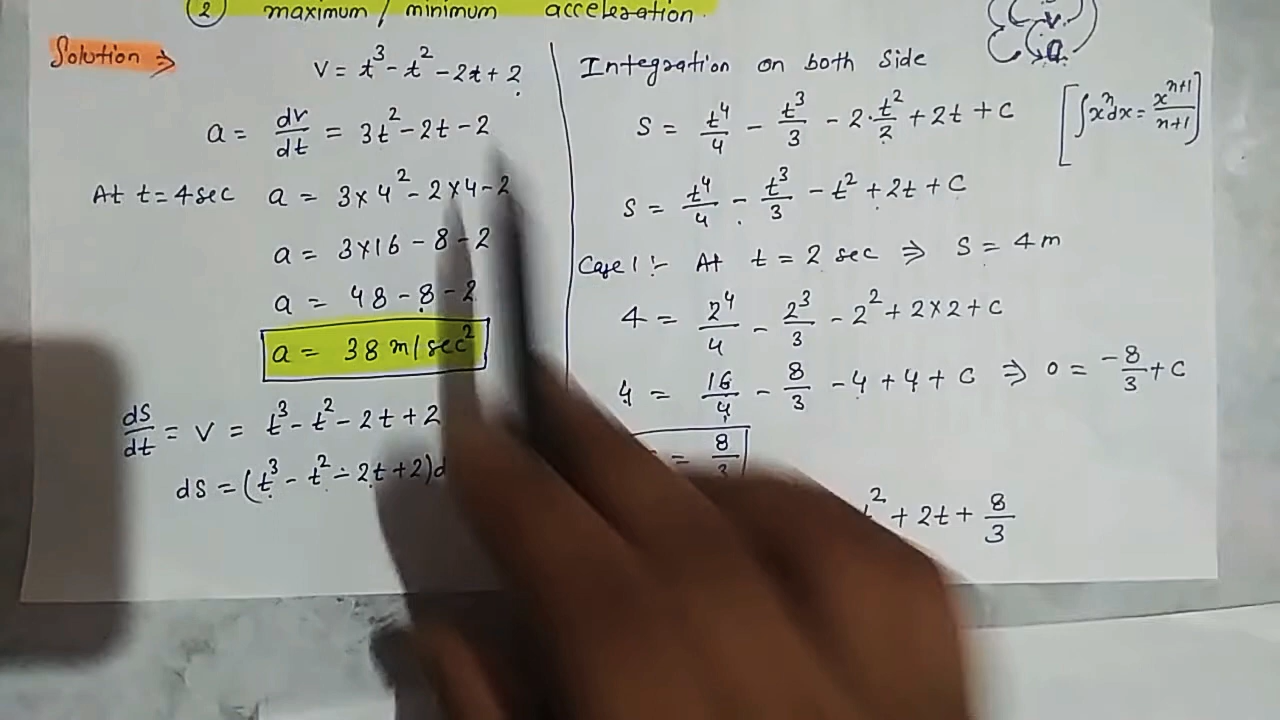 ② maximum / minimum acceleration.
Solution ⇒
v = t³ - t² - 2t + 2
a = dv/dt = 3t² - 2t - 2
At t = 4 sec a = 3 × 4² - 2 × 4 - 2
a = 3×16 - 8 - 2
a = 48 - 8 - 2
a = 38 m/sec²
ds/dt = v = t³ - t² - 2t + 2
ds = (t³ - t² - 2t + 2)d
Integration on both side
s = t⁴/4 - t³/3 - 2·t²/2 + 2t + c [∫xⁿdx = xⁿ⁺¹/n+1]
s = t⁴/4 - t³/3 - t² + 2t + c
Case 1 :- At t = 2 sec ⇒ s = 4 m
4 = 2⁴/4 - 2³/3 - 2² + 2×2 + c
4 = 16/4 - 8/3 - 4 + 4 + c ⇒ 0 = -8/3 + c
= 8/3
t² + 2t + 8/3